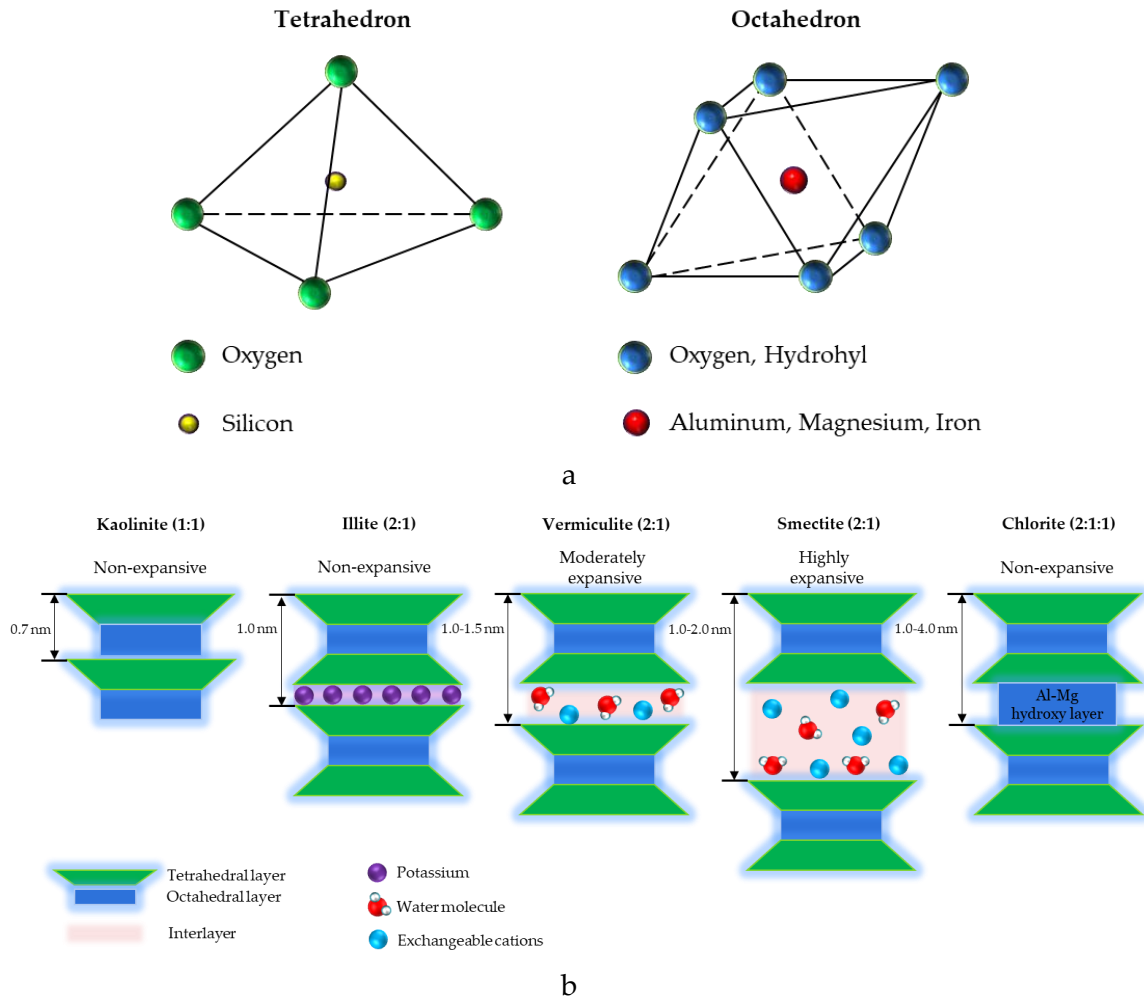 Tetrahedron
Octahedron
Oxygen
Silicon
Oxygen, Hydrohyl
Aluminum, Magnesium, Iron
a
Kaolinite (1:1)
Illite (2:1)
Vermiculite (2:1)
Smectite (2:1)
Chlorite (2:1:1)
Non-expansive
Non-expansive
Moderately
expansive
Highly
expansive
Non-expansive
0.7 nm
1.0 nm
1.0-1.5 nm
1.0-2.0 nm
1.0-4.0 nm
Al-Mg
hydroxy layer
Tetrahedral layer
Octahedral layer
Interlayer
Potassium
Water molecule
Exchangeable cations
b